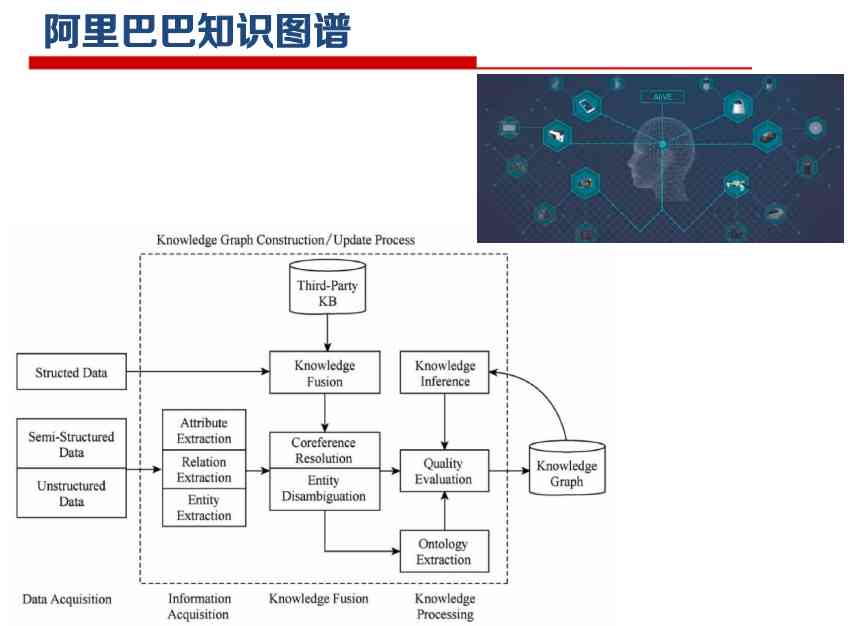 阿里巴巴知识图谱
AliVE
Knowledge Graph Construction/Update Process
Third-Party
KB
Structed Data
Knowledge
Fusion
Knowledge
Inference
Semi-Structured
Data
Unstructured
Data
Attribute
Extraction
Relation
Extraction
Entity
Extraction
Coreference
Resolution
Entity
Disambiguation
Quality
Evaluation
Knowledge
Graph
Ontology
Extraction
Data Acquisition
Information
Acquisition
Knowledge Fusion
Knowledge
Processing